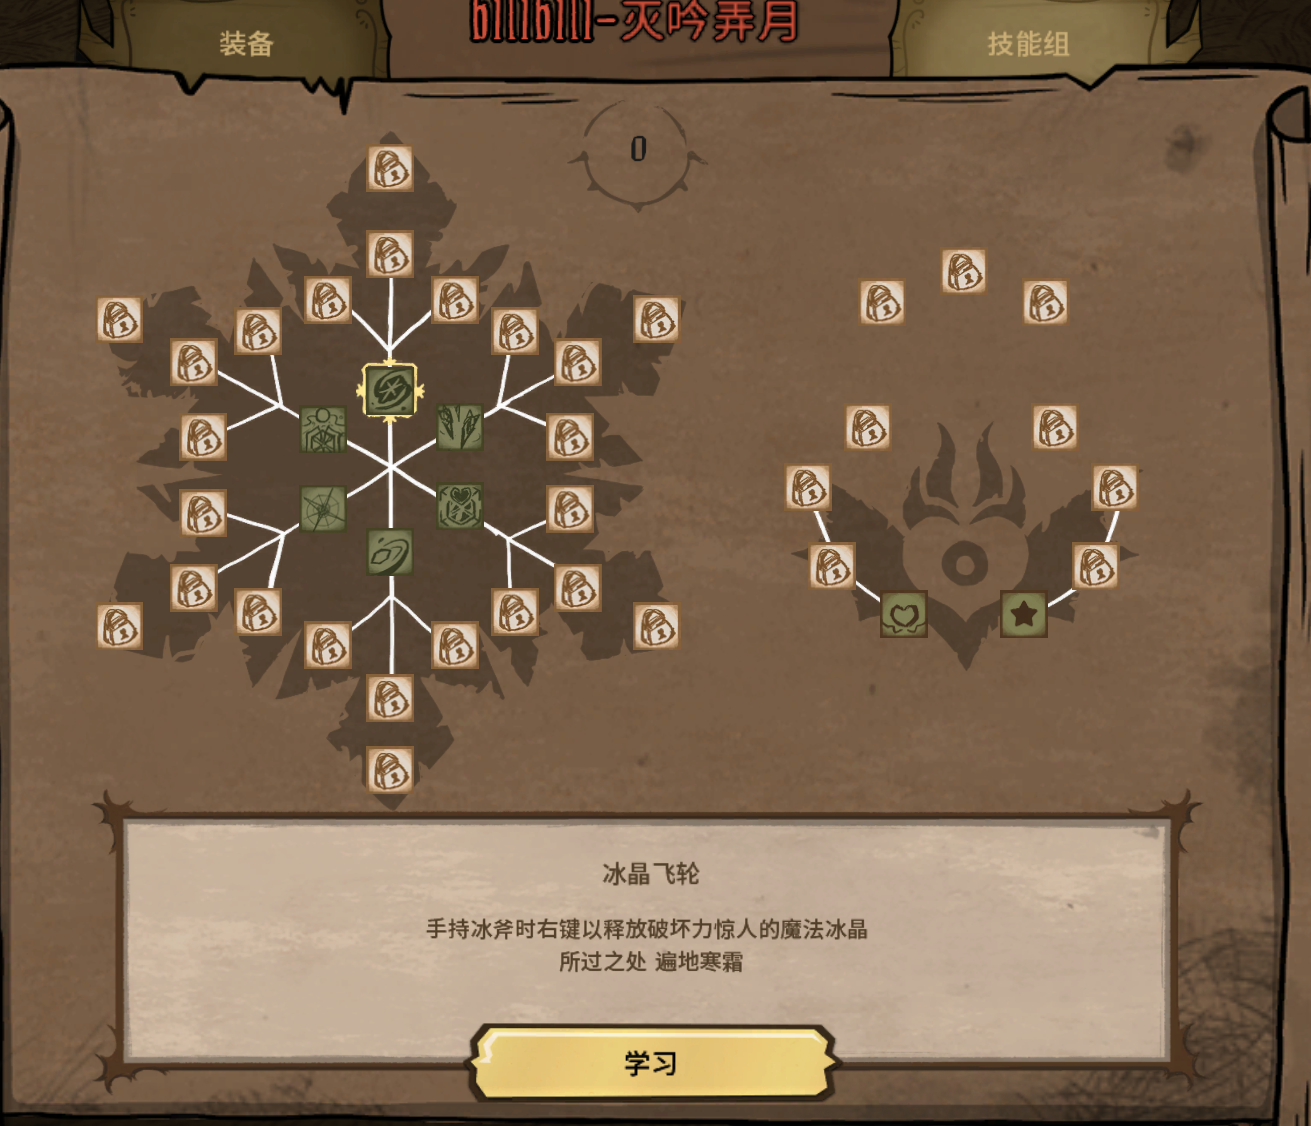 装备
bilibili-灭吟弄月
技能组
0
冰晶飞轮
手持冰斧时右键以释放破坏力惊人的魔法冰晶
所过之处 遍地寒霜
学习